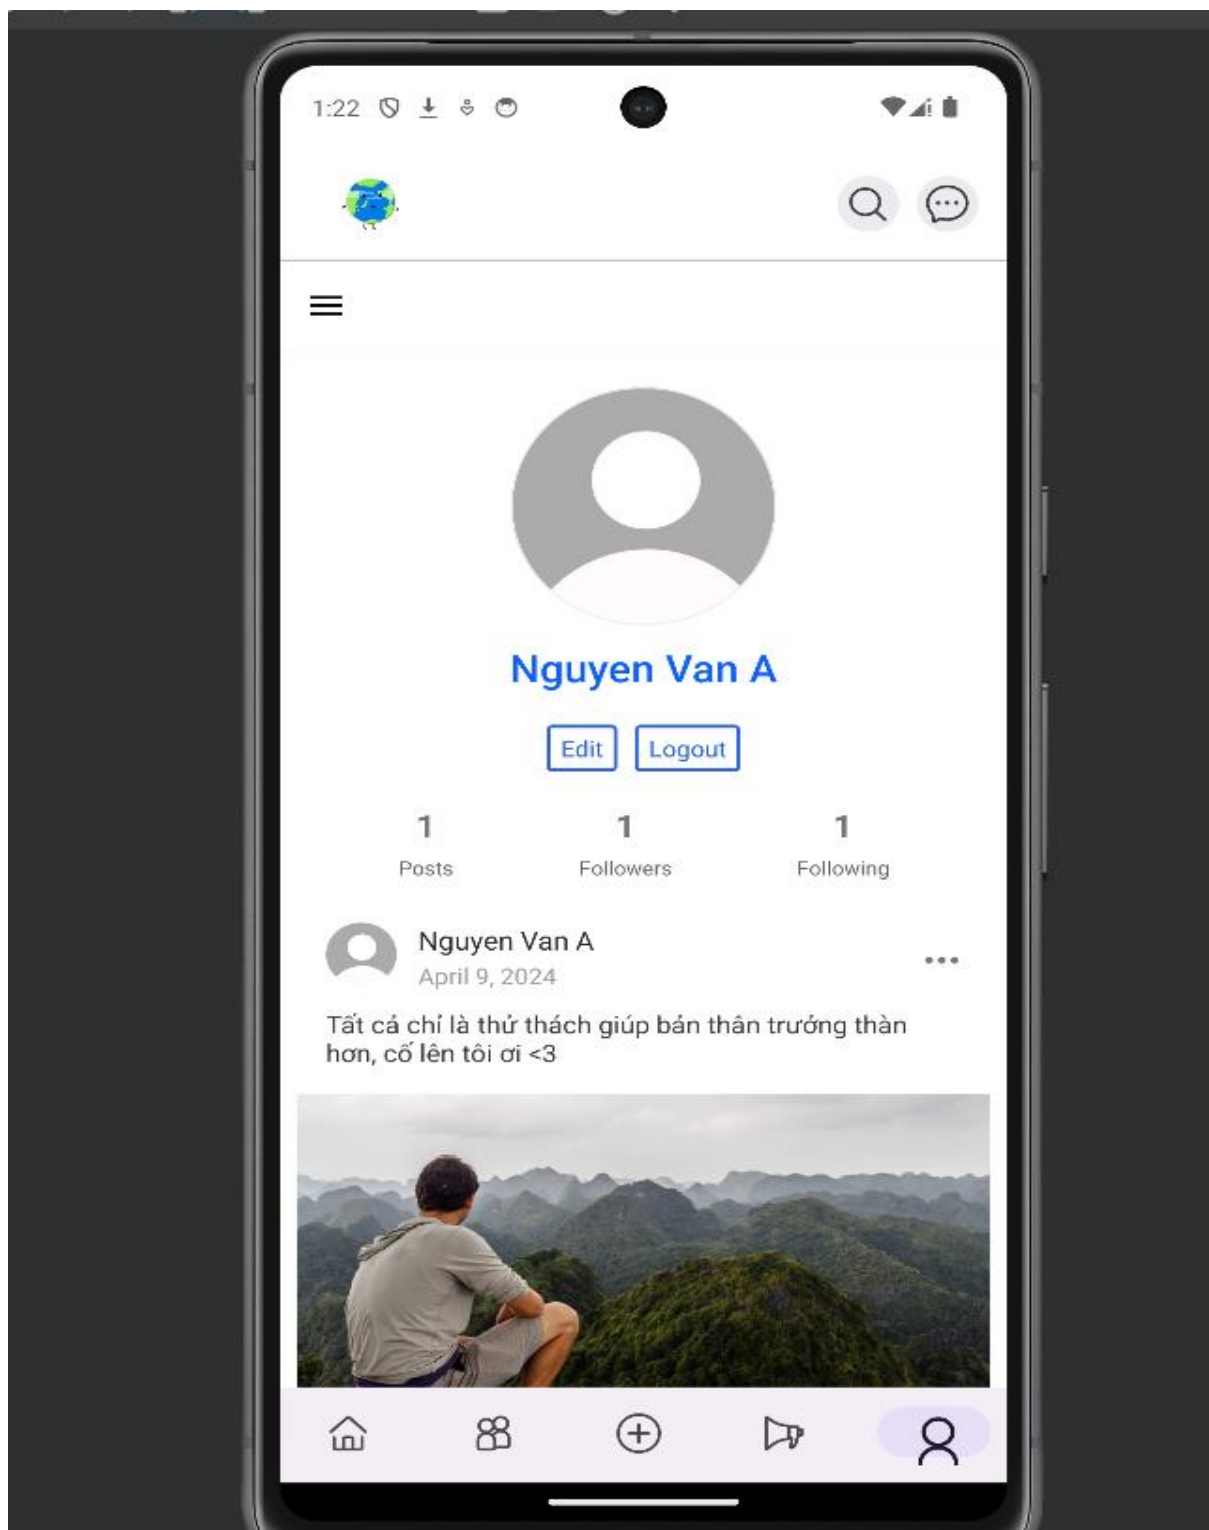 1:22
Nguyen Van A
Edit Logout
1 1 1
Posts Followers Following
Nguyen Van A
April 9, 2024
Tất cả chỉ là thử thách giúp bản thân trưởng thàn
hơn, cố lên tôi ơi <3